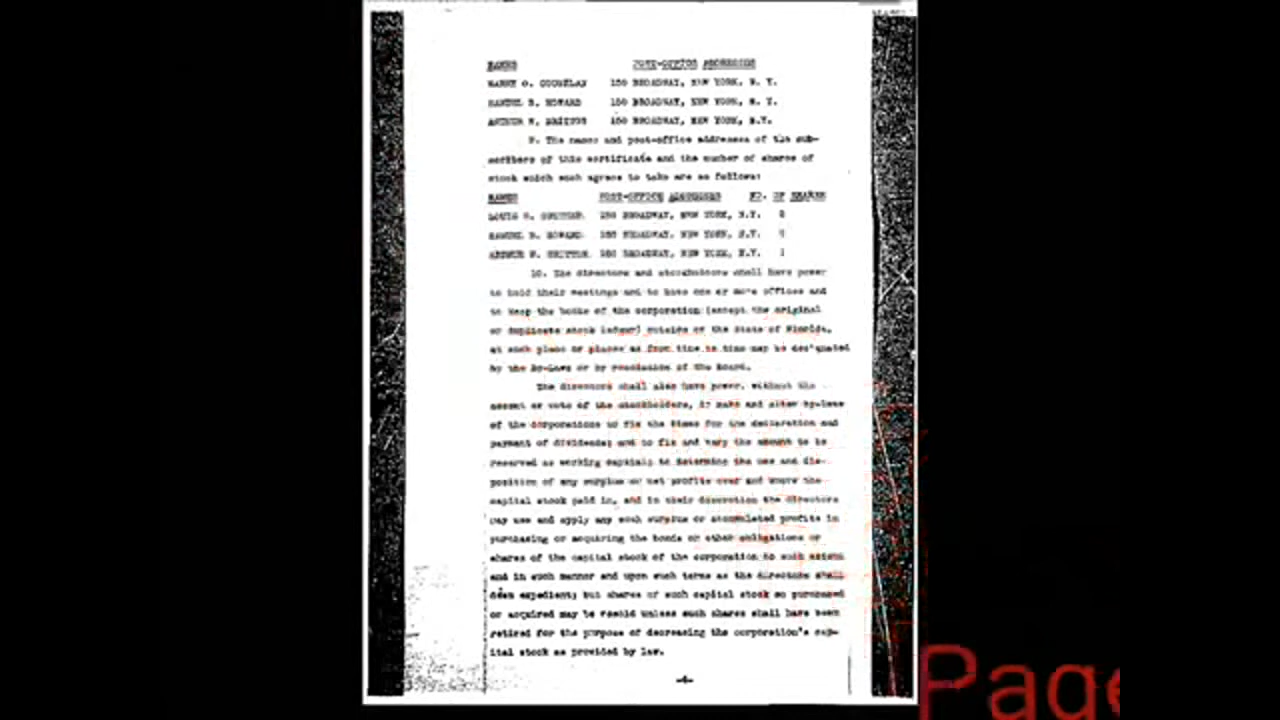 NAMES POST-OFFICE ADDRESSES
HARRY O. 150 BROADWAY, NEW YORK, N. Y.
SAMUEL B. HOWARD 150 BROADWAY, NEW YORK, N. Y.
ARTHUR W. BRITTON 150 BROADWAY, NEW YORK, N.Y.
9. The names and post-office addresses of the sub-
scribers of this certificate and the number of shares of
stock which each agrees to take are as follows:
NAMES POST-OFFICE ADDRESSES NO. OF SHARES
LOUIS 150 BROADWAY, NEW YORK, N.Y.
SAMUEL B. HOWARD 150 BROADWAY, NEW YORK, N.Y.
ARTHUR W. BRITTON 150 BROADWAY, NEW YORK, N.Y. 1
10. The directors and stockholders shall have power
to hold their meetings and to have one or more offices and
to keep the books of the corporation (except the original
or duplicate stock ledger) outside of the State of Florida,
at such place or places as from time to time may be designated
by the By-Laws or by resolution of the Board.
The directors shall also have power, without the
assent or vote of the stockholders, to make and alter by-laws
of the corporation; to fix the times for the declaration and
payment of dividends; and to fix and vary the amount to be
reserved as working capital; to determine the use and dis-
position of any surplus or net profits over and above the
capital stock paid in, and in their discretion the directors
may use and apply any such surplus or accumulated profits in
purchasing or acquiring the bonds or other obligations or
shares of the capital stock of the corporation to such extent
and in such manner and upon such terms as the directors shall
deem expedient; but shares of such capital stock so purchased
or acquired may be resold unless such shares shall have been
retired for the purpose of decreasing the corporation's cap-
ital stock as provided by law.
Page